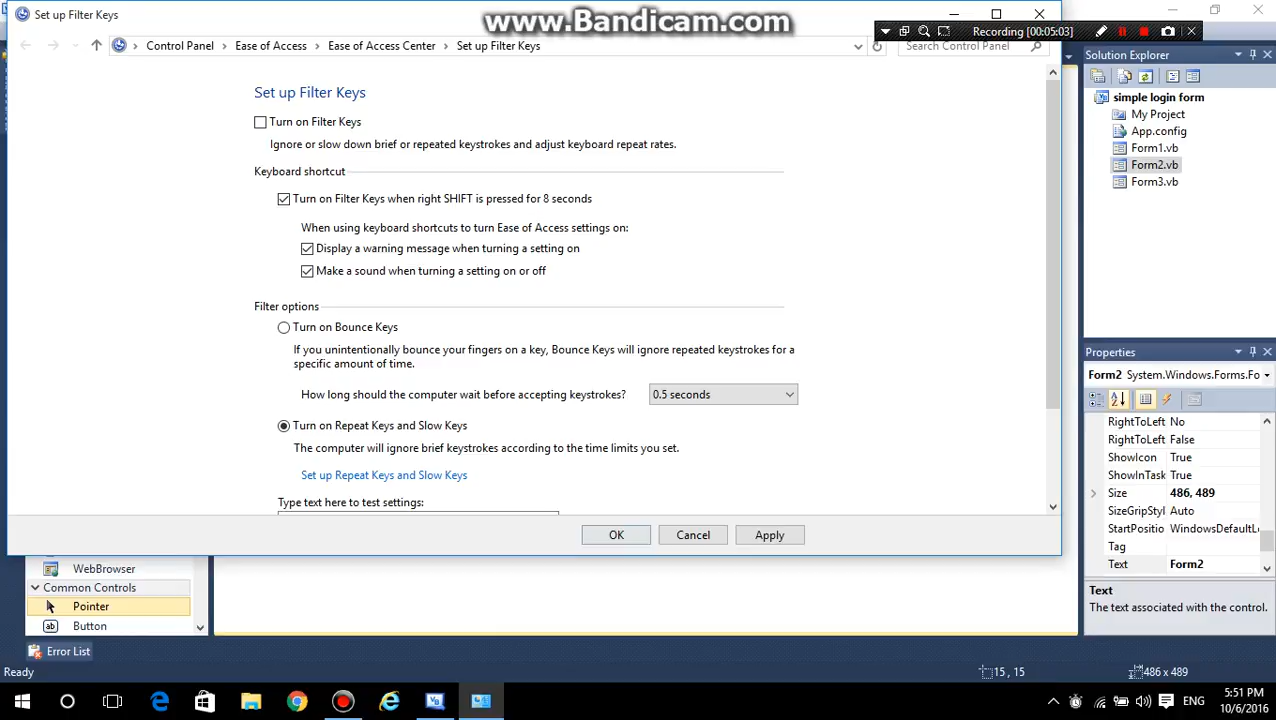 Set up Filter Keys
www.Bandicam.com
Recording [00:05:03]
Control Panel
Ease of Access
Ease of Access Center
Set up Filter Keys
Search Control Panel
Set up Filter Keys
Turn on Filter Keys
Ignore or slow down brief or repeated keystrokes and adjust keyboard repeat rates.
Keyboard shortcut
Turn on Filter Keys when right SHIFT is pressed for 8 seconds
When using keyboard shortcuts to turn Ease of Access settings on:
Display a warning message when turning a setting on
Make a sound when turning a setting on or off
Filter options
Turn on Bounce Keys
If you unintentionally bounce your fingers on a key, Bounce Keys will ignore repeated keystrokes for a
specific amount of time.
How long should the computer wait before accepting keystrokes?
0.5 seconds
Turn on Repeat Keys and Slow Keys
The computer will ignore brief keystrokes according to the time limits you set.
Set up Repeat Keys and Slow Keys
Type text here to test settings:
OK
Cancel
Apply
Solution Explorer
simple login form
My Project
App.config
Form1.vb
Form2.vb
Form3.vb
Properties
Form2 System.Windows.Forms.Fo
RightToLeft No
RightToLeft False
ShowIcon True
ShowInTask True
Size 486, 489
SizeGripStyl Auto
StartPositio WindowsDefaultL
Tag
Text Form2
Text
The text associated with the control.
WebBrowser
Common Controls
Pointer
ab Button
Error List
Ready
15 , 15
486 x 489
ENG
5:51 PM
10/6/2016